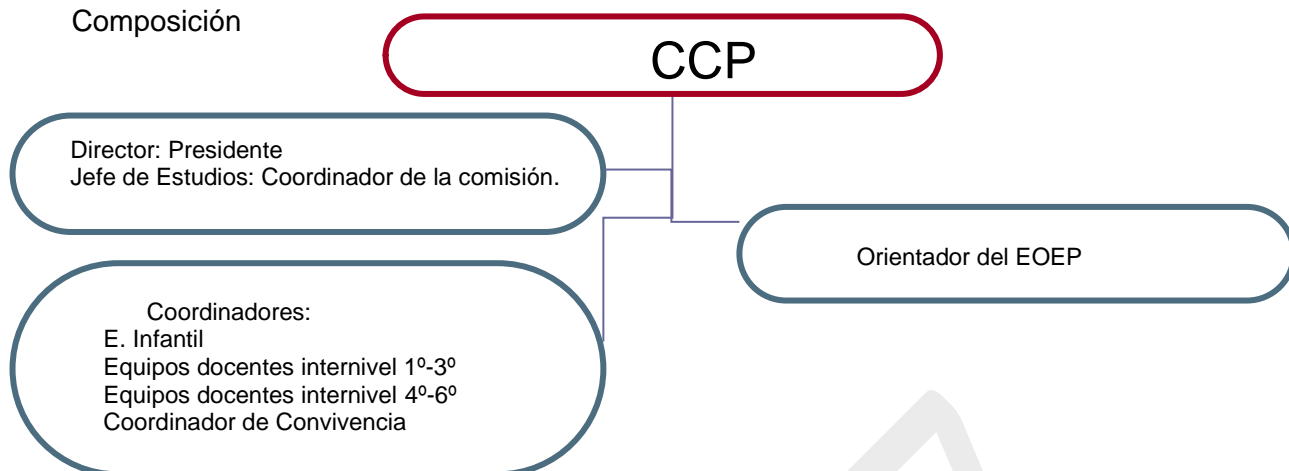 Composición
CCP
Director: Presidente
Jefe de Estudios: Coordinador de la comisión.
Orientador del EOEP
Coordinadores:
E. Infantil
Equipos docentes internivel 1º-3º
Equipos docentes internivel 4º-6º
Coordinador de Convivencia